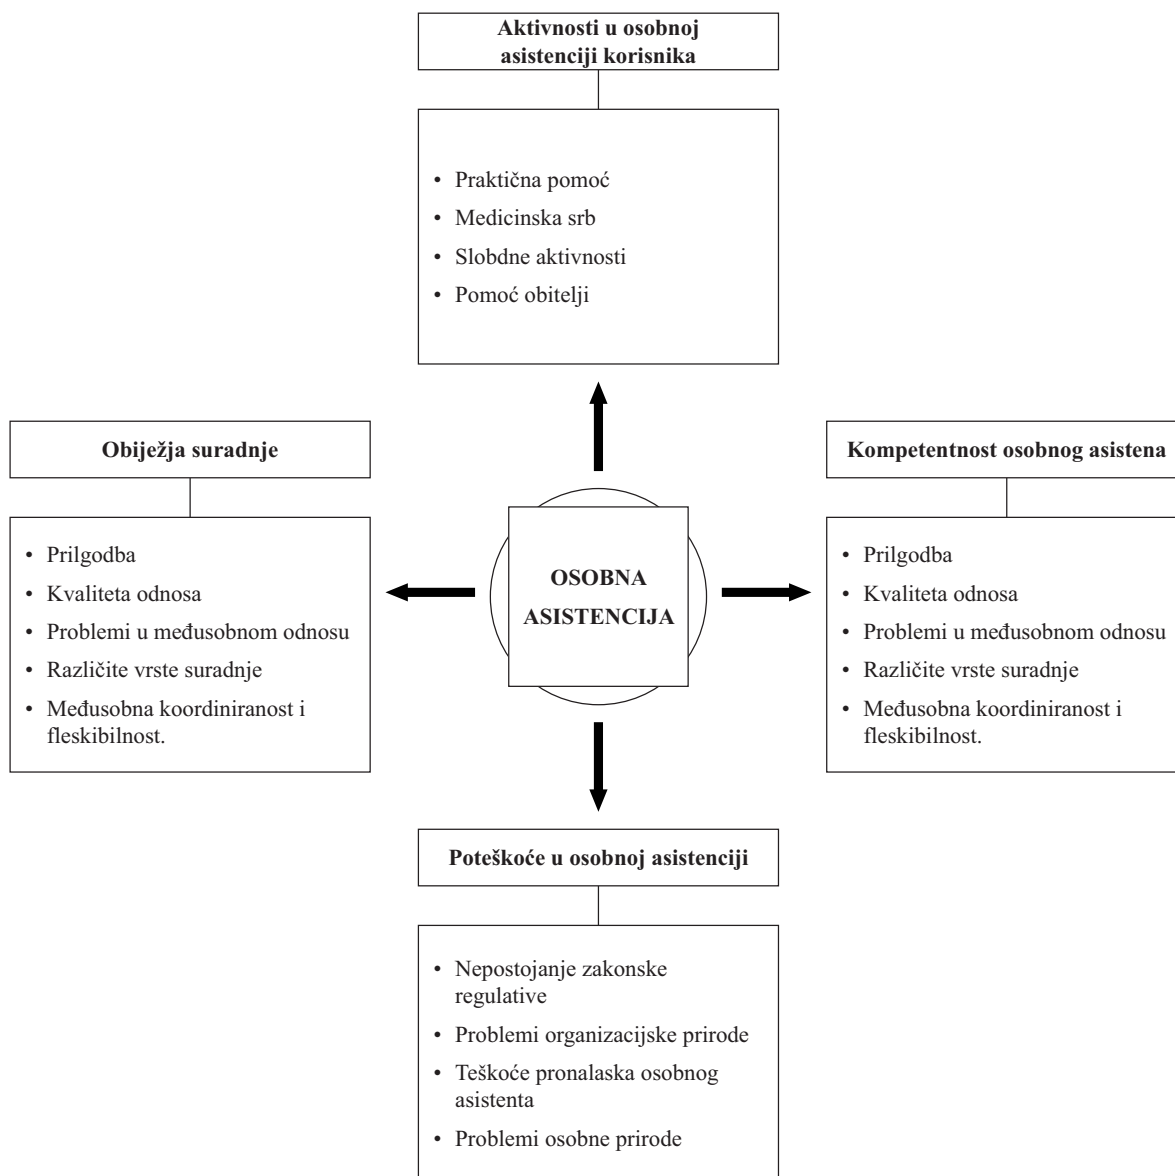 Aktivnosti u osobnoj
asistenciji korisnika
• Praktična pomoć
• Medicinska srb
• Slobdne aktivnosti
• Pomoć obitelji
Obiježja suradnje
• Prilgodba
• Kvaliteta odnosa
• Problemi u međusobnom odnosu
• Različite vrste suradnje
• Međusobna koordiniranost i
fleskibilnost.
OSOBNA
ASISTENCIJA
Kompetentnost osobnog asistena
• Prilgodba
• Kvaliteta odnosa
• Problemi u međusobnom odnosu
• Različite vrste suradnje
• Međusobna koordiniranost i
fleskibilnost.
Poteškoće u osobnoj asistenciji
• Nepostojanje zakonske
regulative
• Problemi organizacijske prirode
• Teškoće pronalaska osobnog
asistenta
• Problemi osobne prirode